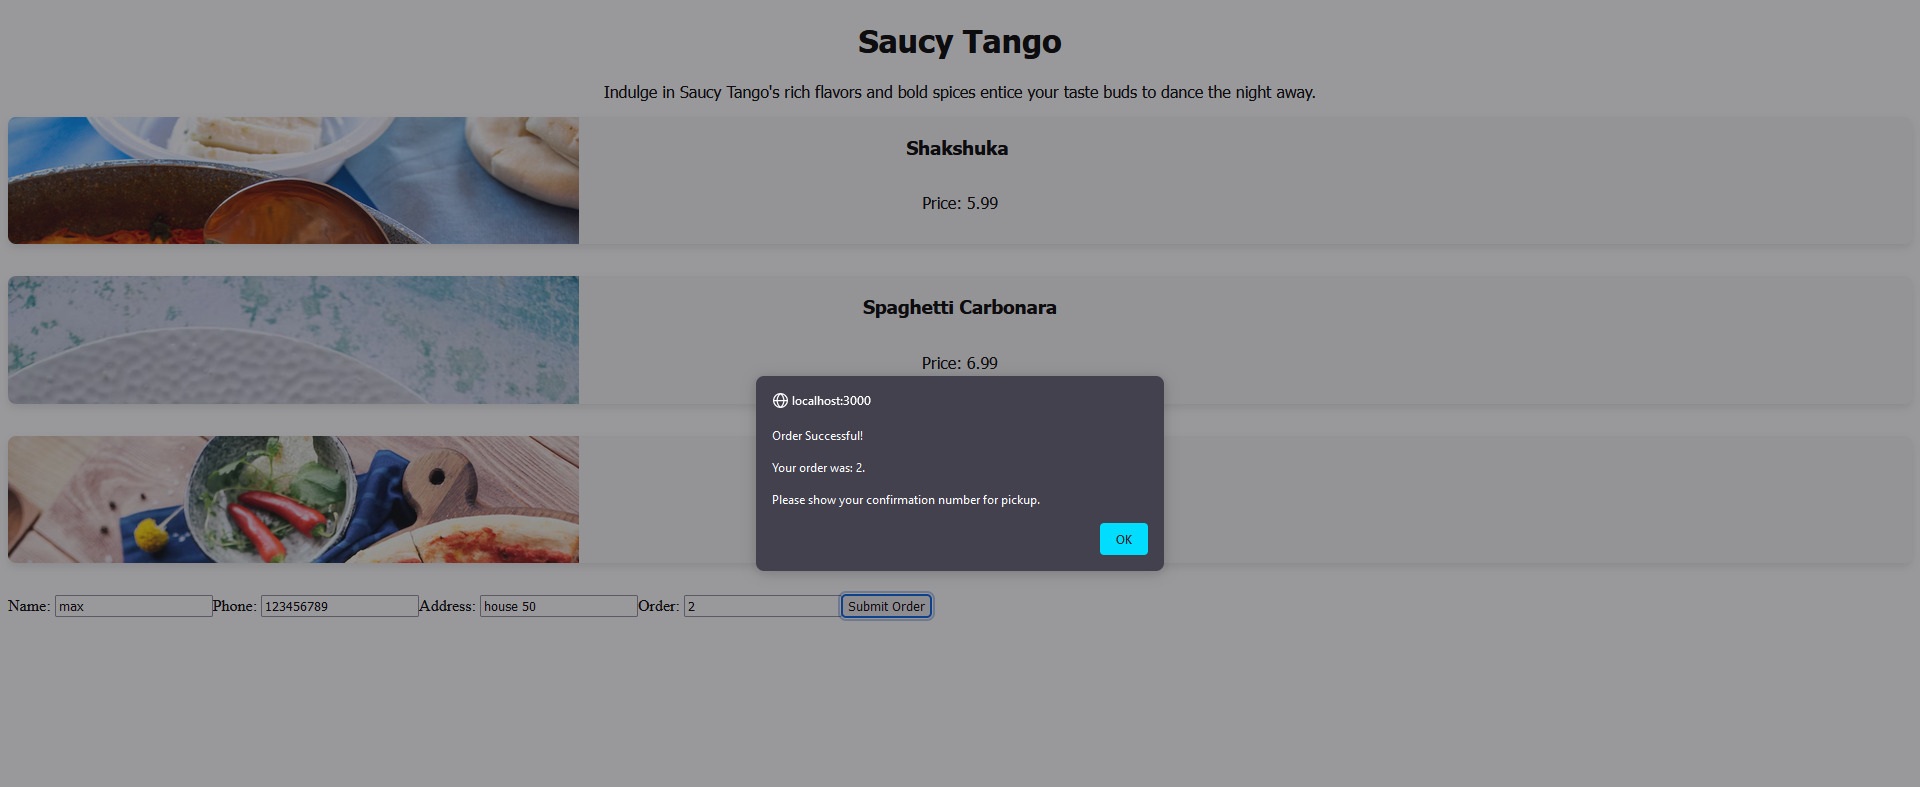 Saucy Tango
Indulge in Saucy Tango's rich flavors and bold spices entice your taste buds to dance the night away.
Shakshuka
Price: 5.99
Spaghetti Carbonara
Price: 6.99
localhost:3000
Order Successful!
Your order was: 2.
Please show your confirmation number for pickup.
OK
Name: max Phone: 123456789 Address: house 50 Order: 2 Submit Order